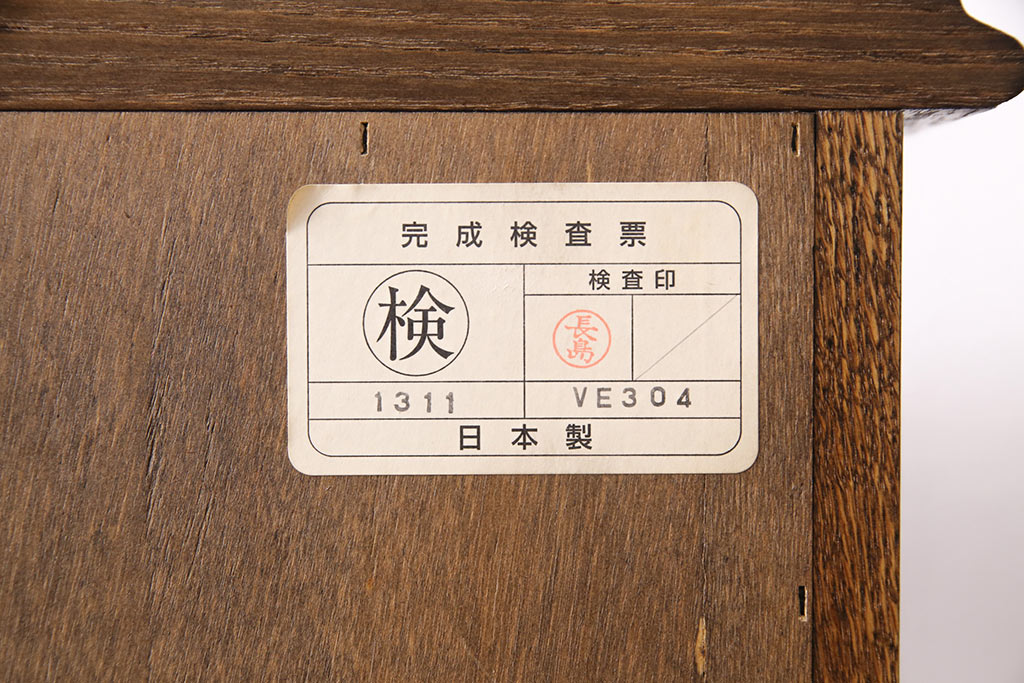 完成検査票
検
検査印
長島
1311
VE304
日本製